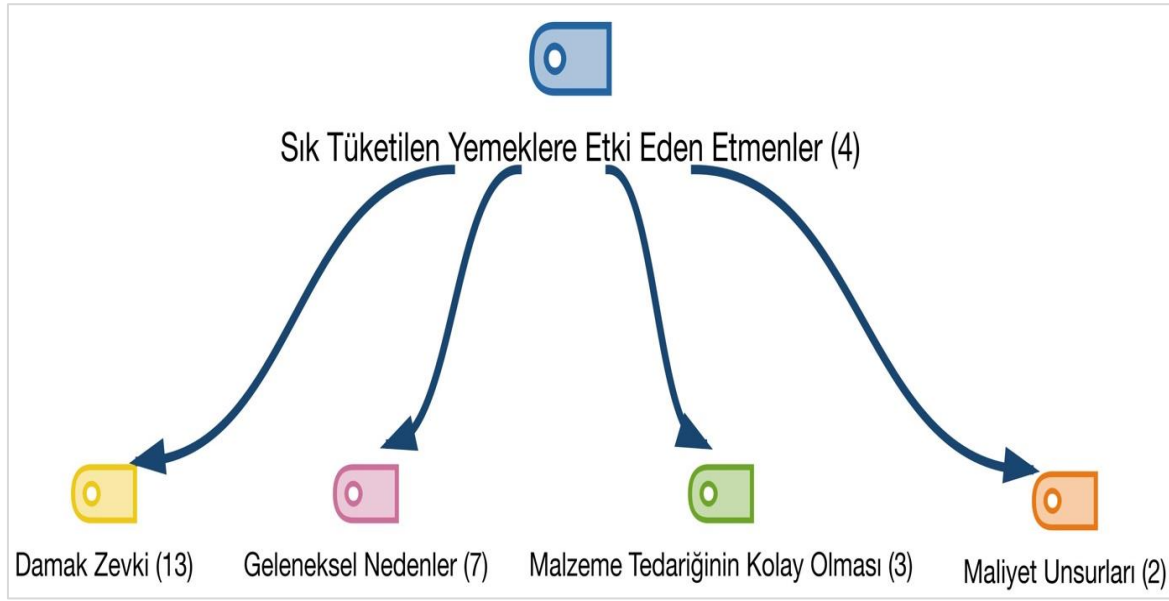 Sık Tüketilen Yemeklere Etki Eden Etmenler (4)
Damak Zevki (13)
Geleneksel Nedenler (7)
Malzeme Tedariğinin Kolay Olması (3)
Maliyet Unsurları (2)